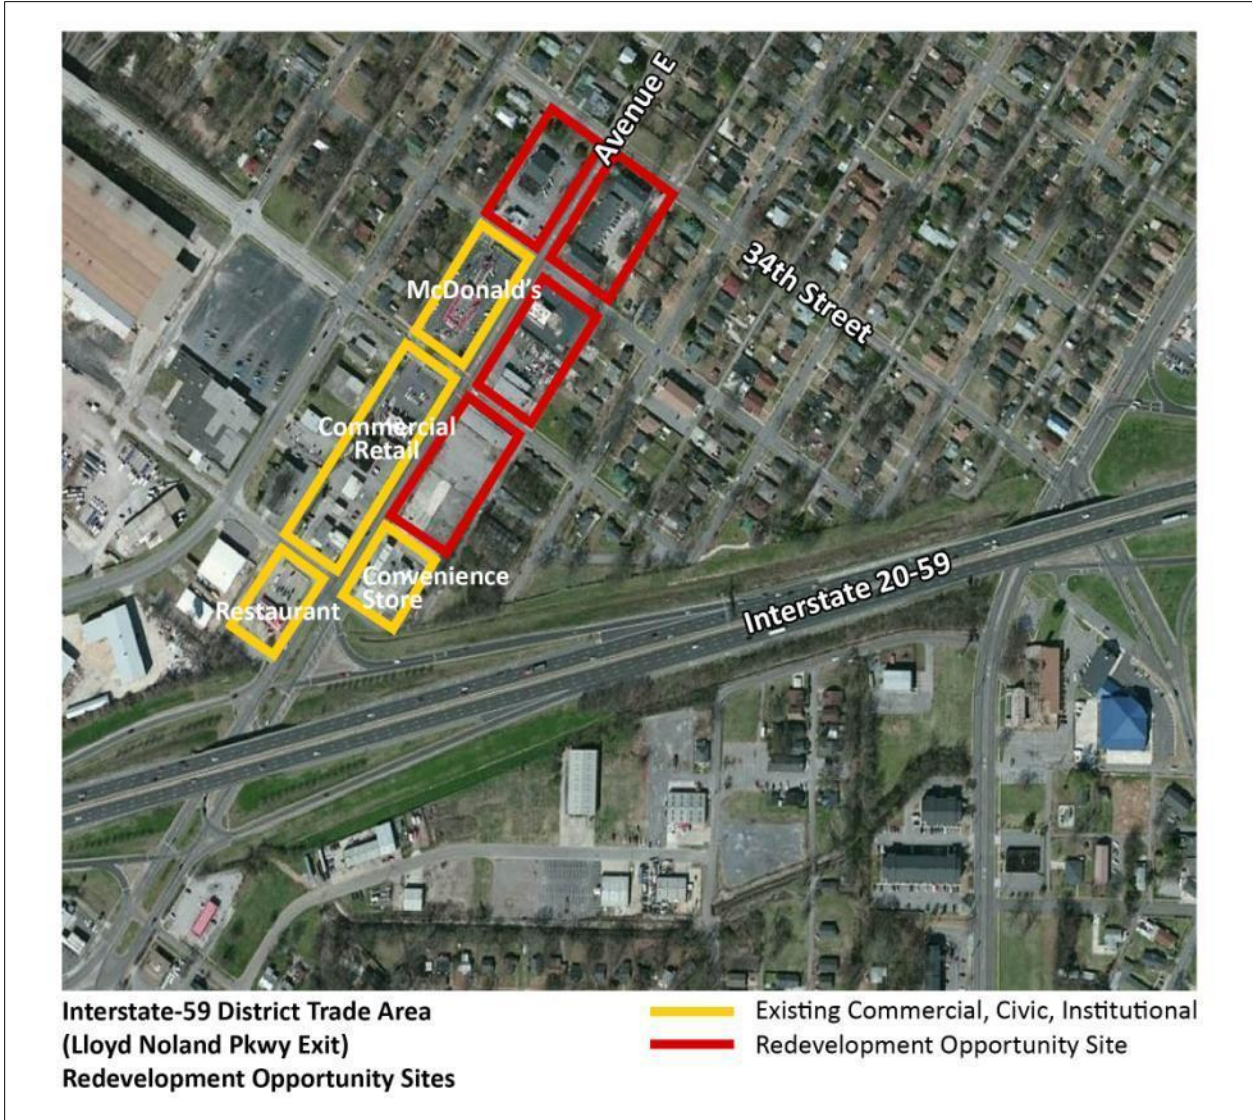 Avenue E
34th Street
McDonald's
Commercial
Retail
Convenience
Store
Restaurant
Interstate 20-59
Interstate-59 District Trade Area
(Lloyd Noland Pkwy Exit)
Redevelopment Opportunity Sites
Existing Commercial, Civic, Institutional
Redevelopment Opportunity Site